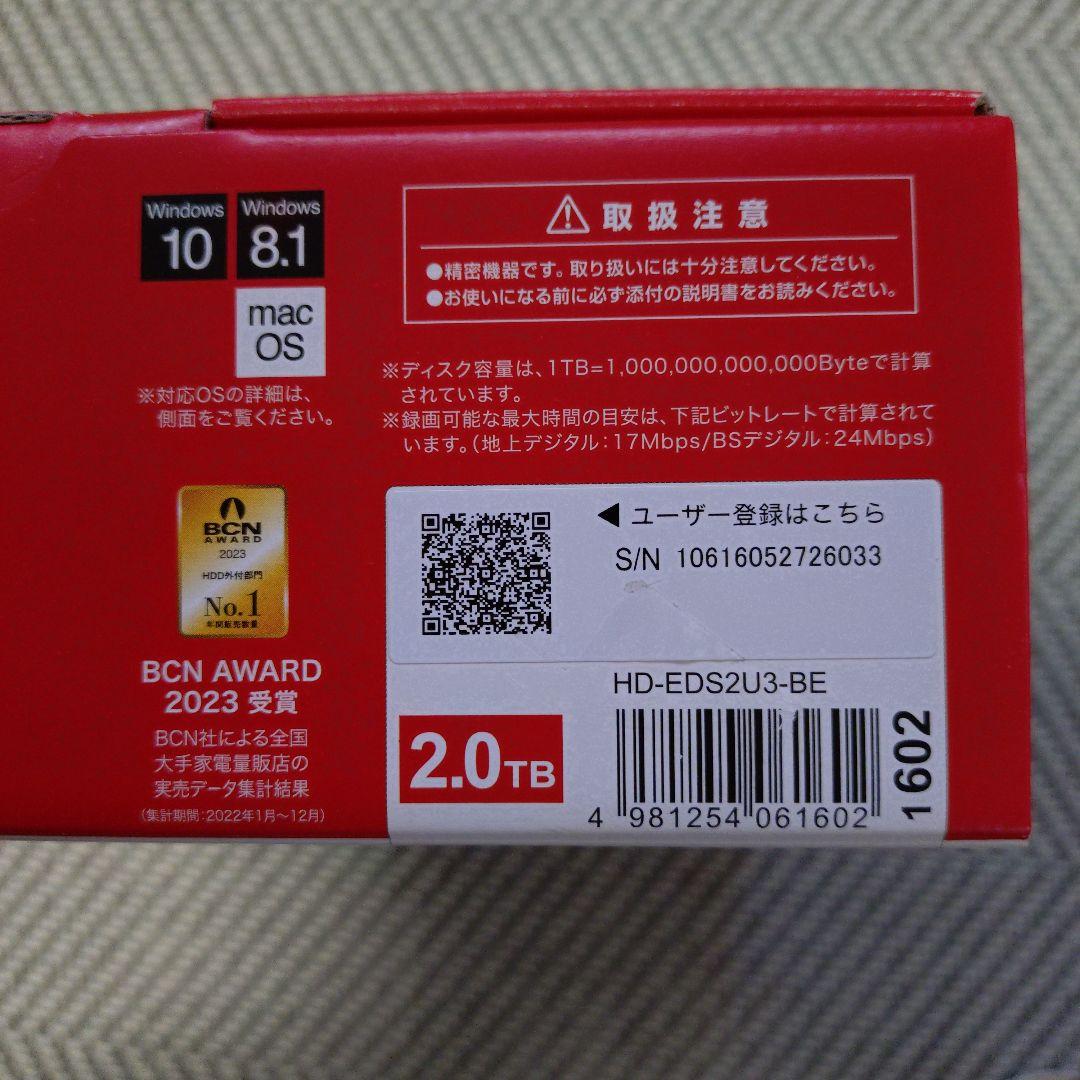 Windows
10
Windows
8.1
mac
OS
※対応OSの詳細は、
側面をご覧ください。
⚠取扱注意
●精密機器です。取り扱いには十分注意してください。
●お使いになる前に必ず添付の説明書をお読みください。
※ディスク容量は、1TB=1,000,000,000,000Byteで計算
されています。
※録画可能な最大時間の目安は、下記ビットレートで計算されて
います。(地上デジタル:17Mbps/BSデジタル:24Mbps)
BCN
AWARD
2023
HDD外付部門
No.1
年間販売数量
BCN AWARD
2023 受賞
BCN社による全国
大手家電量販店の
実売データ集計結果
(集計期間:2022年1月~12月)
◀ユーザー登録はこちら
S/N 10616052726033
HD-EDS2U3-BE
2.0TB
4 981254 061602
1602